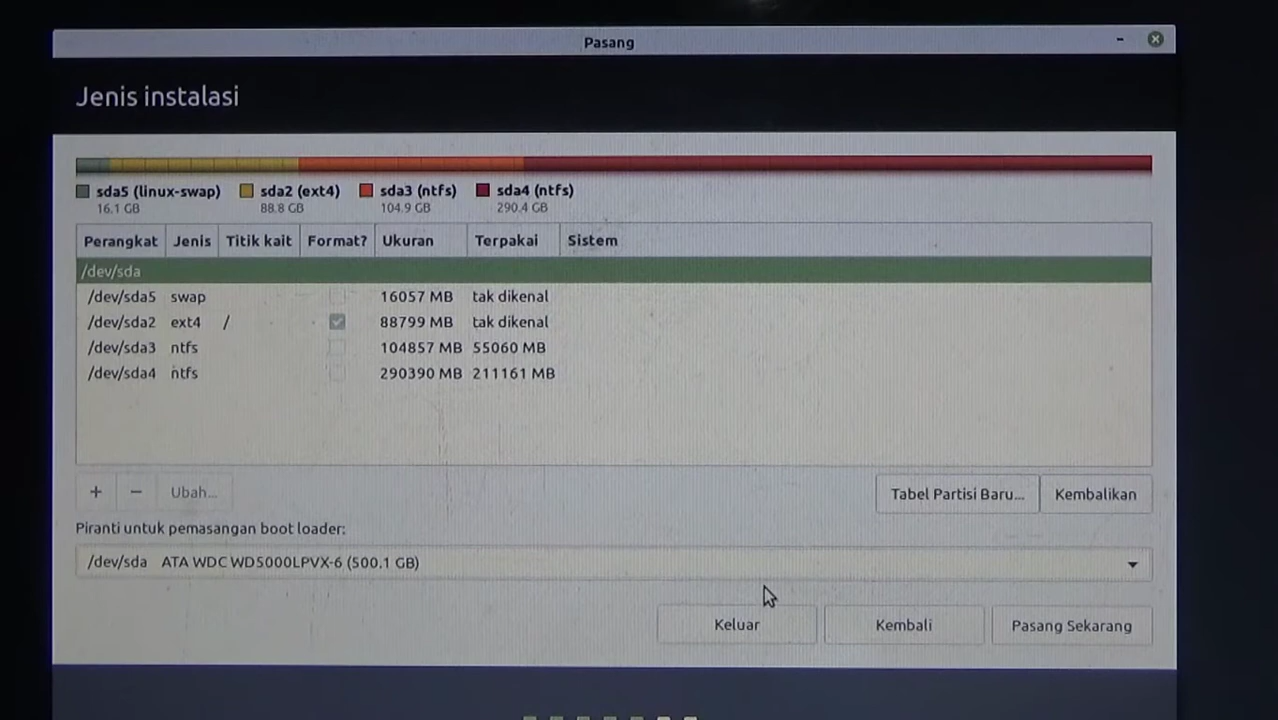 Pasang
Jenis instalasi
sda5 (linux-swap) sda2 (ext4) sda3 (ntfs) sda4 (ntfs)
16.1 GB 88.8 GB 104.9 GB 290.4 GB
Perangkat Jenis Titik kait Format? Ukuran Terpakai Sistem
/dev/sda
/dev/sda5 swap 16057 MB tak dikenal
/dev/sda2 ext4 / 88799 MB tak dikenal
/dev/sda3 ntfs 104857 MB 55060 MB
/dev/sda4 ntfs 290390 MB 211161 MB
+ − Ubah... Tabel Partisi Baru... Kembalikan
Piranti untuk pemasangan boot loader:
/dev/sda ATA WDC WD5000LPVX-6 (500.1 GB)
Keluar Kembali Pasang Sekarang